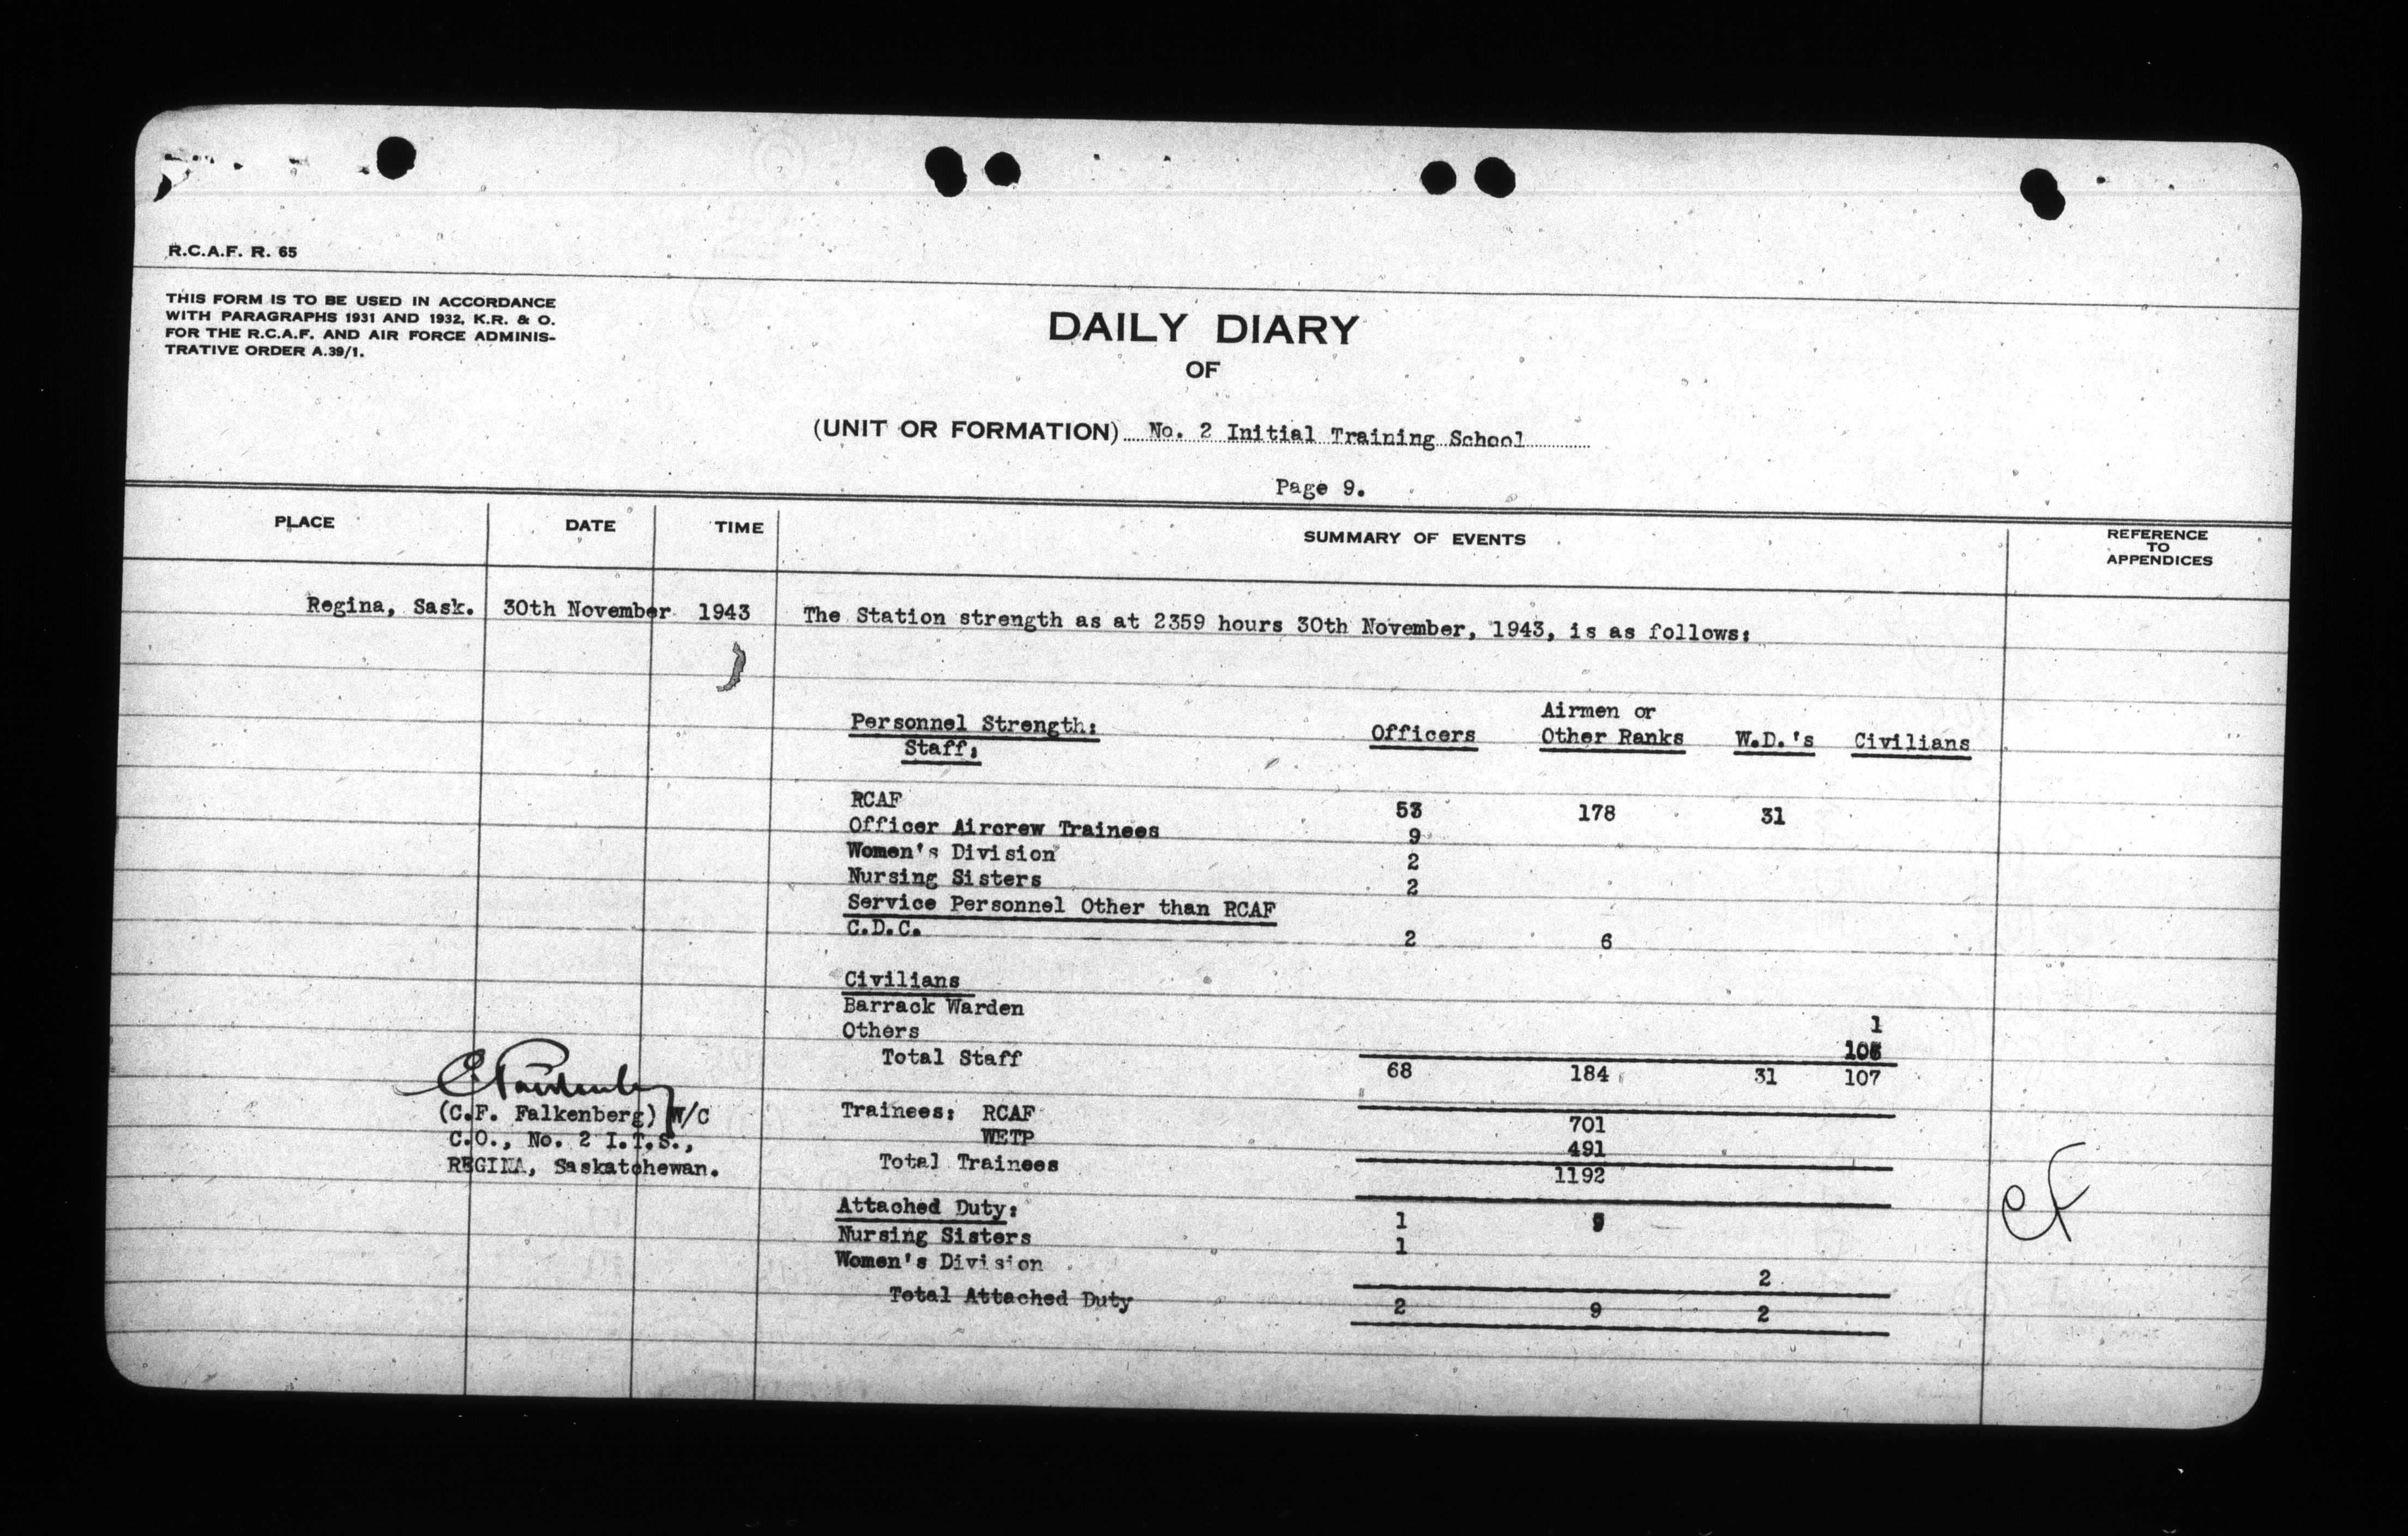 R.C.A.F. R. 65
THIS FORM IS TO BE USED IN ACCORDANCE
WITH PARAGRAPHS 1931 AND 1932, K.R. & O.
FOR THE R.C.A.F. AND AIR FORCE ADMINIS-
TRATIVE ORDER A.39/1.
DAILY DIARY
OF
(UNIT OR FORMATION) No. 2 Initial Training School
Page 9.
PLACE DATE TIME SUMMARY OF EVENTS REFERENCE TO APPENDICES
Regina, Sask. 30th November 1943 The Station strength as at 2359 hours 30th November, 1943, is as follows:
Personnel Strength: Officers Airmen or Other Ranks W.D.'s Civilians
Staff:
RCAF 53 178 31
Officer Aircrew Trainees 9
Women's Division 2
Nursing Sisters 2
Service Personnel Other than RCAF
C.D.C. 2 6
Civilians
Barrack Warden 1
Others 106
Total Staff 68 184 31 107
Trainees: RCAF 701
WETP 491
Total Trainees 1192
Attached Duty: 1 9
Nursing Sisters 1
Women's Division 2
Total Attached Duty 2 9 2
(C.F. Falkenberg) W/C
C.O., No. 2 I.T.S.,
REGINA, Saskatchewan.
CF